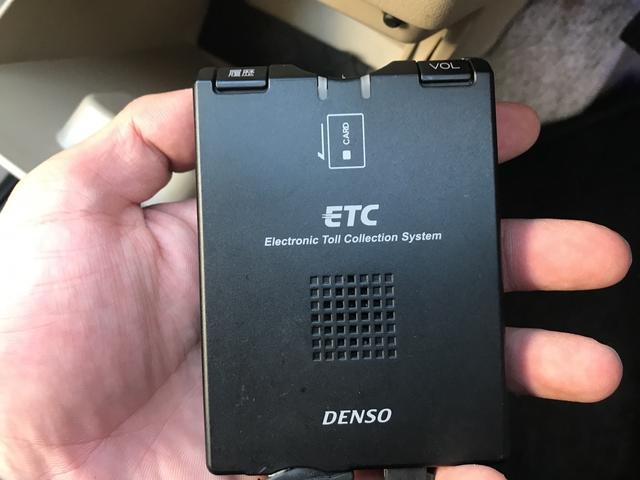 履歴
VOL
CARD
ETC
Electronic Toll Collection System
DENSO